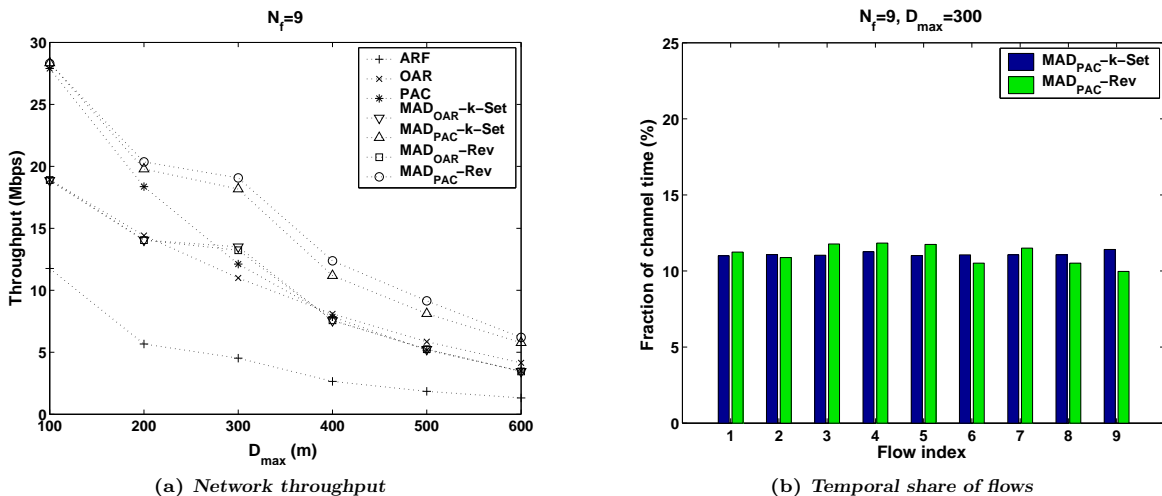 N_f=9
30
25
20
15
10
5
0
Throughput (Mbps)
100 200 300 400 500 600
D_max (m)
ARF
OAR
PAC
MAD_OAR-k-Set
MAD_PAC-k-Set
MAD_OAR-Rev
MAD_PAC-Rev
(a) Network throughput
N_f=9, D_max=300
25
20
15
10
5
0
Fraction of channel time (%)
1 2 3 4 5 6 7 8 9
Flow index
MAD_PAC-k-Set
MAD_PAC-Rev
(b) Temporal share of flows